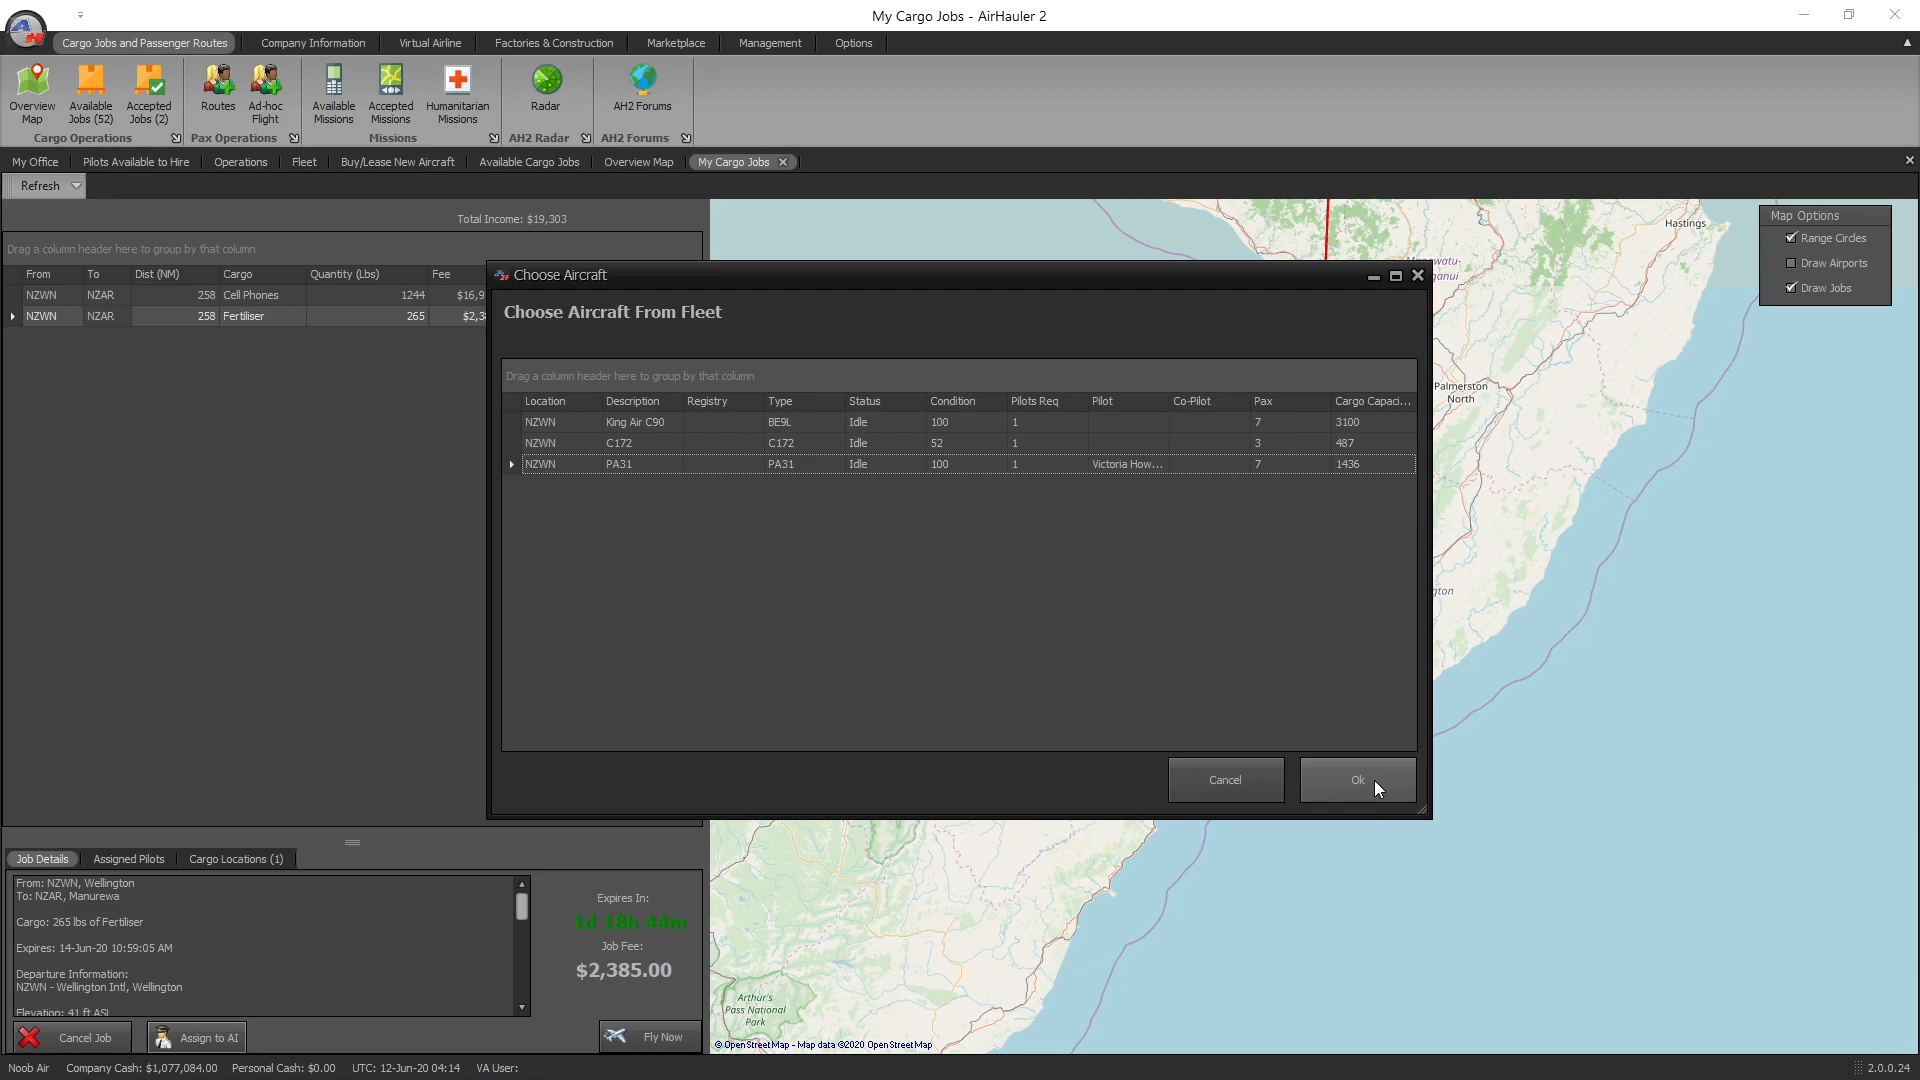 My Cargo Jobs - AirHauler 2
Cargo Jobs and Passenger Routes
Company Information
Virtual Airline
Factories & Construction
Marketplace
Management
Options
Overview Map
Available Jobs (52)
Accepted Jobs (2)
Routes
Ad-hoc Flight
Available Missions
Accepted Missions
Humanitarian Missions
Radar
AH2 Forums
Cargo Operations
Pax Operations
Missions
AH2 Radar
AH2 Forums
My Office
Pilots Available to Hire
Operations
Fleet
Buy/Lease New Aircraft
Available Cargo Jobs
Overview Map
My Cargo Jobs
Refresh
Total Income: $19,303
Drag a column header here to group by that column
From To Dist (NM) Cargo Quantity (Lbs) Fee
NZWN NZAR 258 Cell Phones 1244 $16,9
NZWN NZAR 258 Fertiliser 265
Choose Aircraft
Choose Aircraft From Fleet
Drag a column header here to group by that column
Location Description Registry Type Status Condition Pilots Req Pilot Co-Pilot Pax Cargo Capaci...
NZWN King Air C90 BE9L Idle 100 1 7 3100
NZWN C172 C172 Idle 52 1 3 487
NZWN PA31 PA31 Idle 100 1 Victoria How... 7 1436
Cancel
Ok
Map Options
Range Circles
Draw Airports
Draw Jobs
Hastings
Palmerston
North
Arthur's
Pass National
Park
© OpenStreetMap - Map data ©2020 OpenStreetMap
Job Details
Assigned Pilots
Cargo Locations (1)
From: NZWN, Wellington
To: NZAR, Manurewa
Cargo: 265 lbs of Fertiliser
Expires: 14-Jun-20 10:59:05 AM
Departure Information:
NZWN - Wellington Intl, Wellington
Elevation: 41 ft ASL
Expires In:
1d 18h 44m
Job Fee:
$2,385.00
Cancel Job
Assign to AI
Fly Now
Noob Air
Company Cash: $1,077,084.00
Personal Cash: $0.00
UTC: 12-Jun-20 04:14
VA User:
2.0.0.24